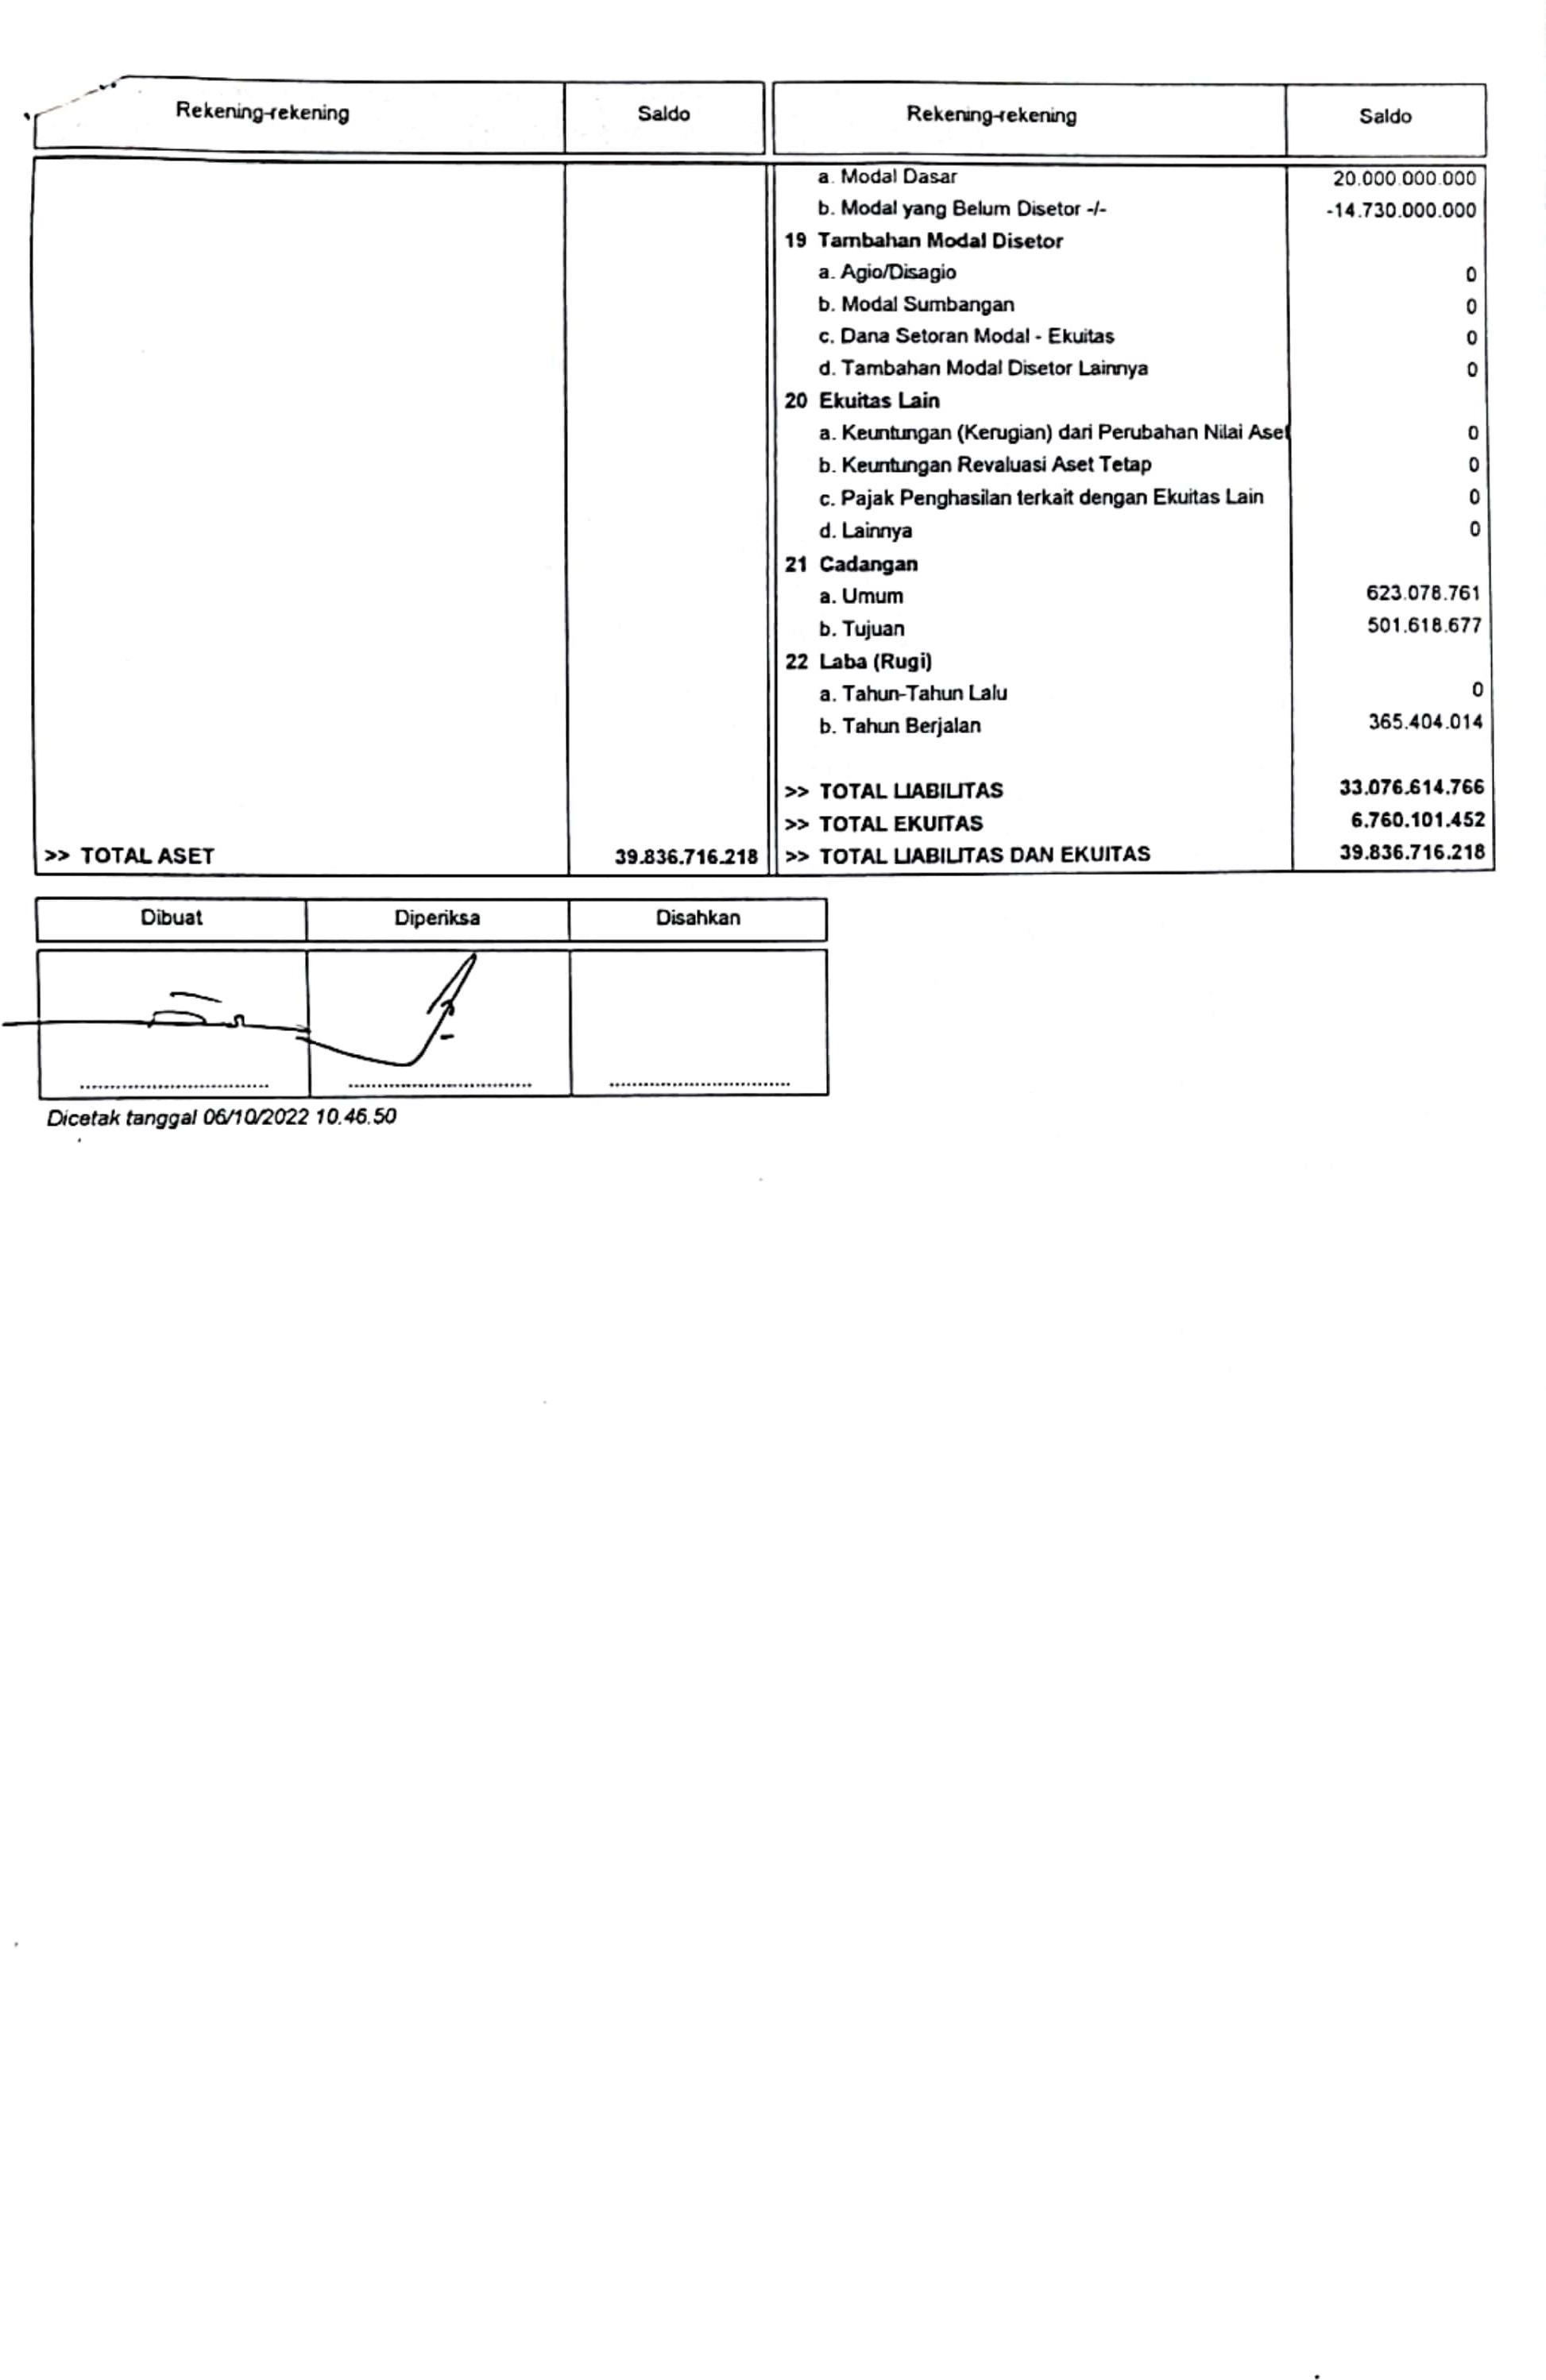 Rekening-rekening Saldo Rekening-rekening Saldo
a. Modal Dasar 20.000.000.000
b. Modal yang Belum Disetor -/- -14.730.000.000
19 Tambahan Modal Disetor
a. Agio/Disagio 0
b. Modal Sumbangan 0
c. Dana Setoran Modal - Ekuitas 0
d. Tambahan Modal Disetor Lainnya 0
20 Ekuitas Lain
a. Keuntungan (Kerugian) dari Perubahan Nilai Aset 0
b. Keuntungan Revaluasi Aset Tetap 0
c. Pajak Penghasilan terkait dengan Ekuitas Lain 0
d. Lainnya 0
21 Cadangan
a. Umum 623.078.761
b. Tujuan 501.618.677
22 Laba (Rugi)
a. Tahun-Tahun Lalu 0
b. Tahun Berjalan 365.404.014
>> TOTAL LIABILITAS 33.076.614.766
>> TOTAL EKUITAS 6.760.101.452
>> TOTAL ASET 39.836.716.218 >> TOTAL LIABILITAS DAN EKUITAS 39.836.716.218
Dibuat Diperiksa Disahkan
Dicetak tanggal 06/10/2022 10.46.50